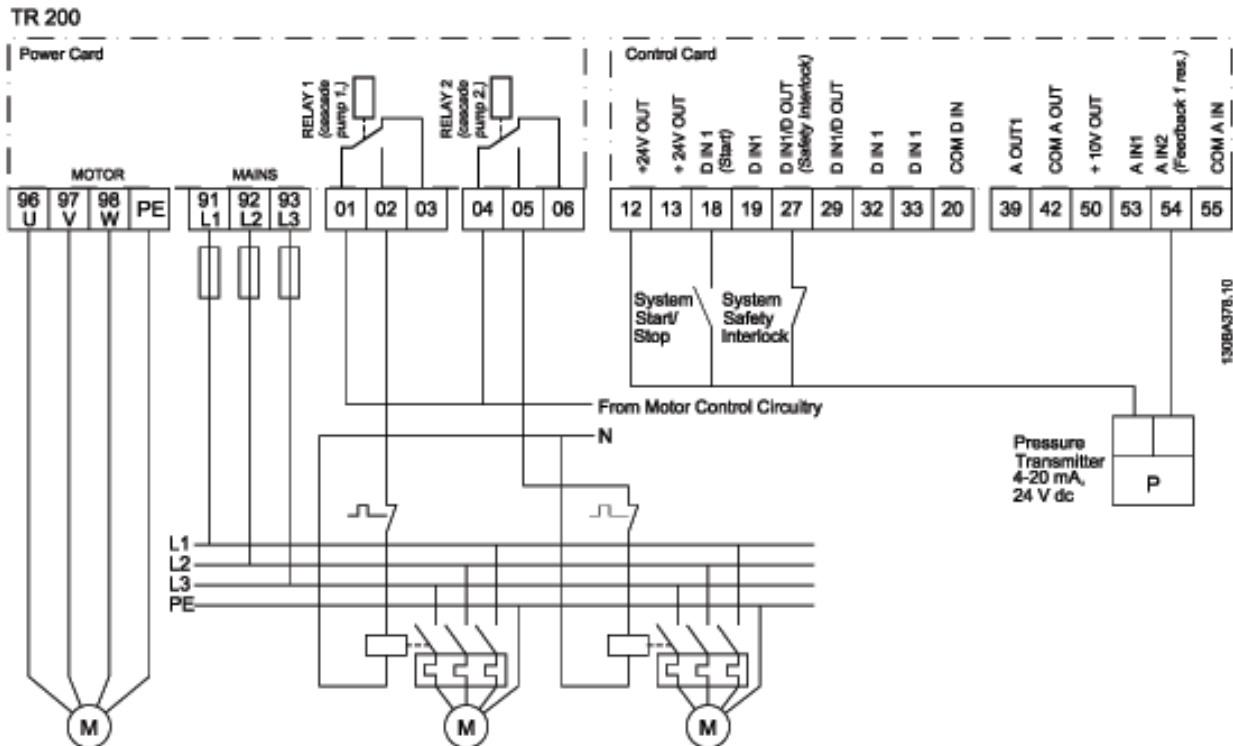 TR 200
Power Card
Control Card
RELAY 1
(cascade
pump 1.)
RELAY 2
(cascade
pump 2.)
+24V OUT
+ 24V OUT
D IN 1
(Start)
D IN1
D IN1/D OUT
(Safety Interlock)
D IN1/D OUT
D IN 1
D IN 1
COM D IN
A OUT1
COM A OUT
+ 10V OUT
A IN1
A IN2
(Feedback 1 res.)
COM A IN
MOTOR
MAINS
96 97 98 PE
U V W
91 92 93
L1 L2 L3
01 02 03
04 05 06
12 13 18 19 27 29 32 33 20
39 42 50 53 54 55
System
Start/
Stop
System
Safety
Interlock
130BA378.10
From Motor Control Circuitry
N
Pressure
Transmitter
4-20 mA,
24 V dc
P
L1
L2
L3
PE
M
M
M